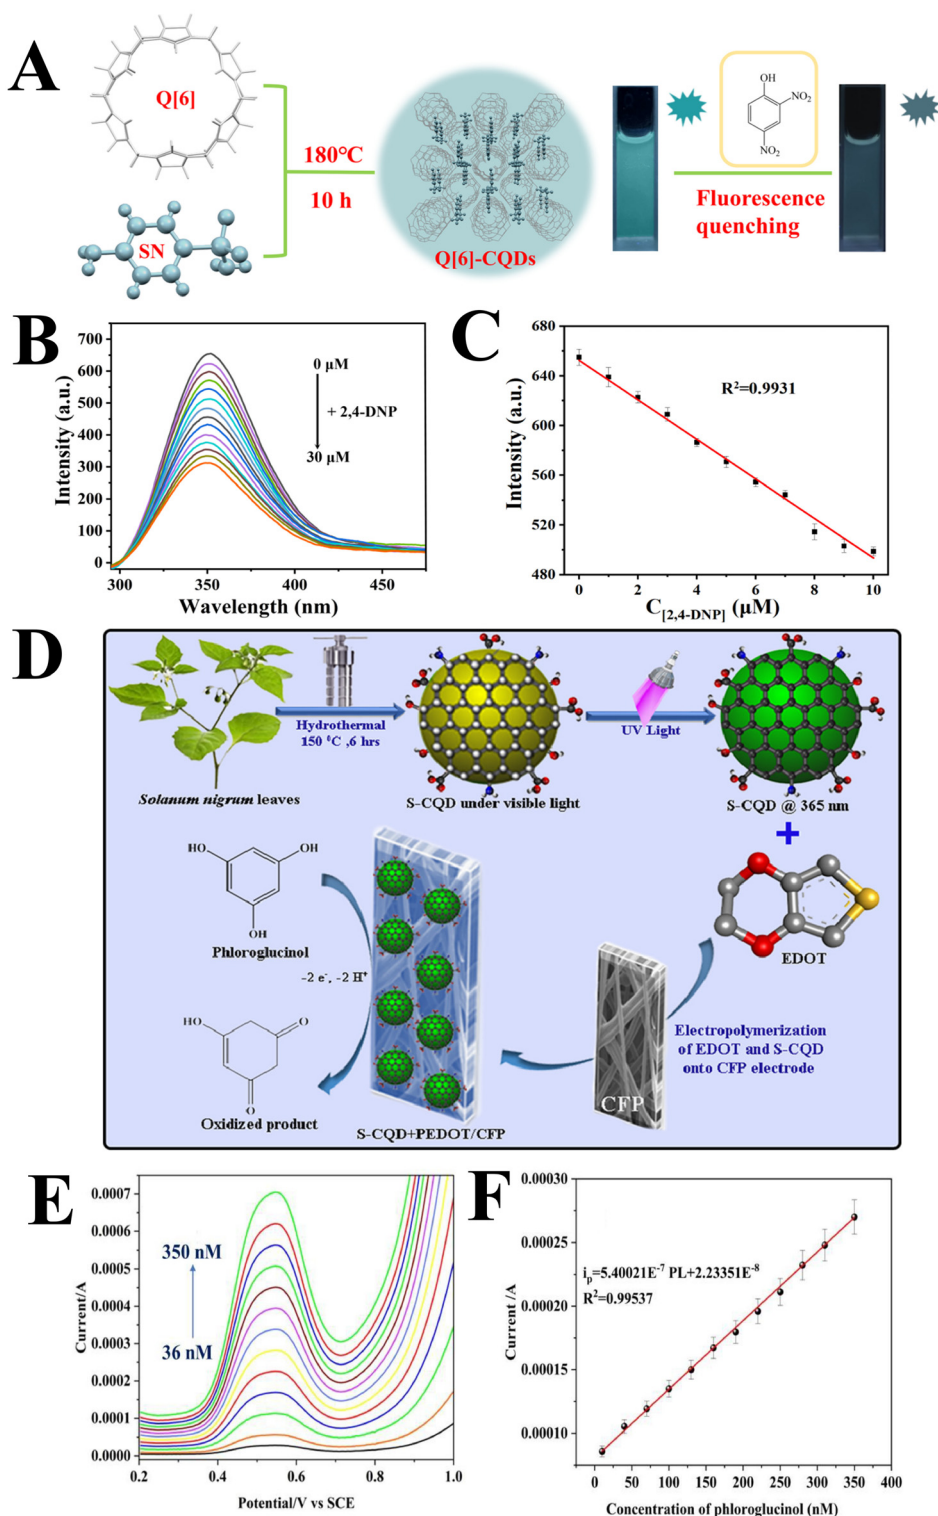 A
Q[6]
SN
180°C
10 h
Q[6]-CQDs
OH
NO₂
NO₂
Fluorescence
quenching
B
Intensity (a.u.)
700
600
500
400
300
200
100
0
0 μM
+ 2,4-DNP
30 μM
295 350 400 450
Wavelength (nm)
C
Intensity (a.u.)
680
640
600
560
520
480
R²=0.9931
0 2 4 6 8 10
C[2,4-DNP] (μM)
D
Solanum nigrum leaves
Hydrothermal
150 ⁰C ,6 hrs
S-CQD under visible light
UV Light
S-CQD @ 365 nm
+
EDOT
Electropolymerization
of EDOT and S-CQD
onto CFP electrode
CFP
S-CQD+PEDOT/CFP
HO
OH
OH
Phloroglucinol
-2 e⁻, -2 H⁺
HO
O
O
Oxidized product
E
Current/A
0.0007
0.0006
0.0005
0.0004
0.0003
0.0002
0.0001
0.0000
350 nM
36 nM
0.2 0.4 0.6 0.8 1.0
Potential/V vs SCE
F
Current /A
0.00030
0.00025
0.00020
0.00015
0.00010
iₚ=5.40021E⁻⁷ PL+2.23351E⁻⁸
R²=0.99537
0 50 100 150 200 250 300 350 400
Concentration of phloroglucinol (nM)